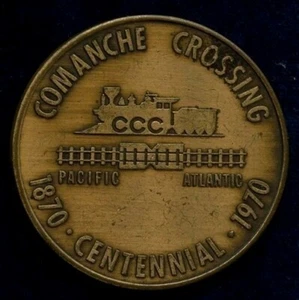 COMANCHE CROSSING
CCC
PACIFIC ATLANTIC
1870 · CENTENNIAL · 1970